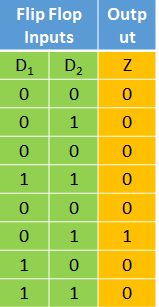 Flip Flop Outp
Inputs ut
D₁ D₂ Z
0 0 0
0 1 0
0 0 0
1 1 0
0 0 0
0 1 1
1 0 0
1 1 0